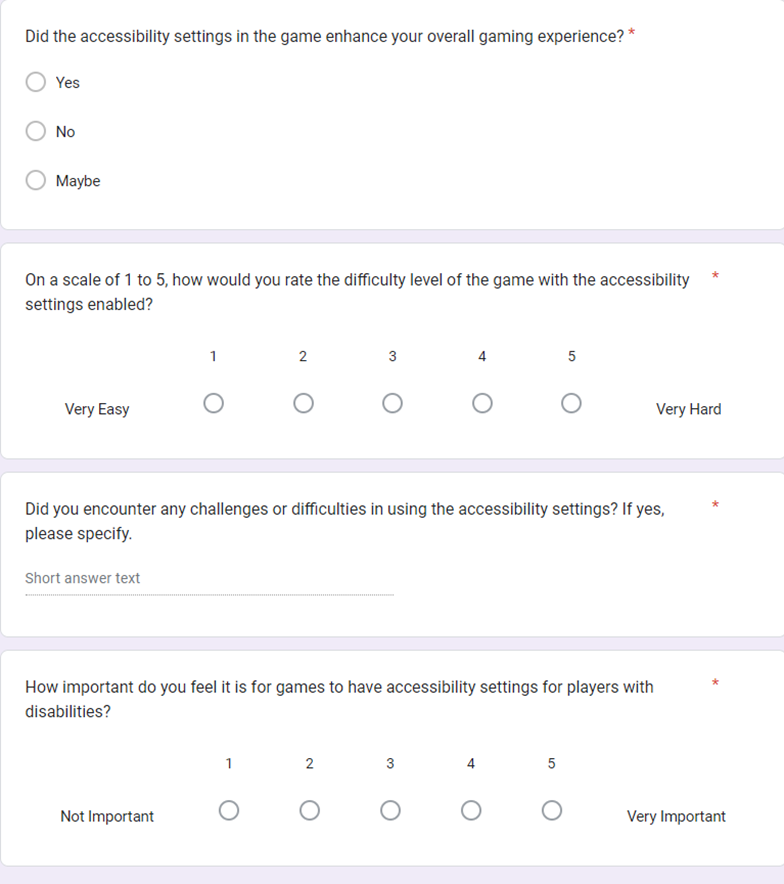 Did the accessibility settings in the game enhance your overall gaming experience? *
Yes
No
Maybe
On a scale of 1 to 5, how would you rate the difficulty level of the game with the accessibility *
settings enabled?
1 2 3 4 5
Very Easy Very Hard
Did you encounter any challenges or difficulties in using the accessibility settings? If yes, *
please specify.
Short answer text
How important do you feel it is for games to have accessibility settings for players with *
disabilities?
1 2 3 4 5
Not Important Very Important